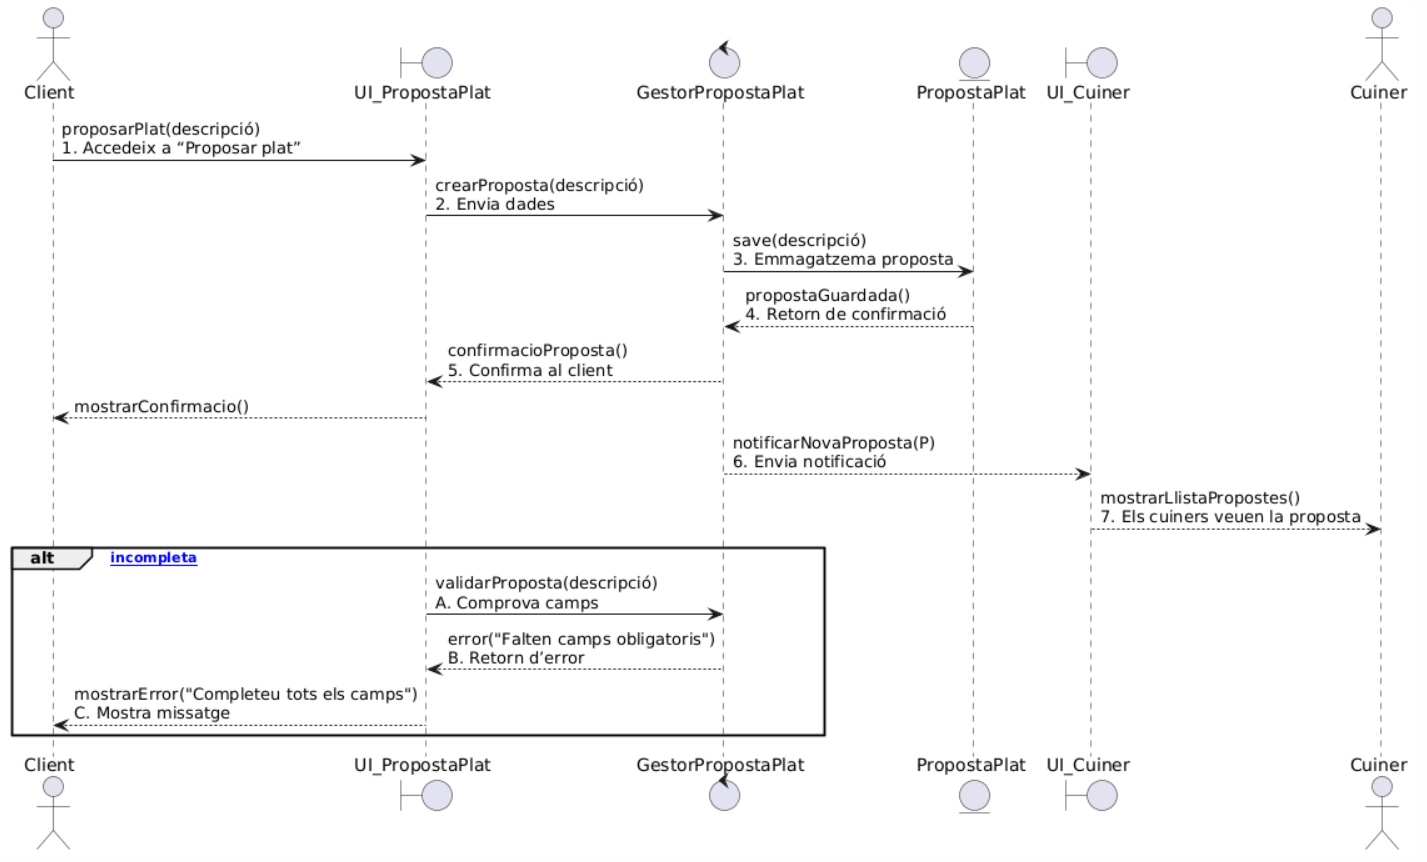 Client
UI_PropostaPlat
GestorPropostaPlat
PropostaPlat
UI_Cuiner
Cuiner
proposarPlat(descripció)
1. Accedeix a “Proposar plat”
crearProposta(descripció)
2. Envia dades
save(descripció)
3. Emmagatzema proposta
propostaGuardada()
4. Retorn de confirmació
confirmacioProposta()
5. Confirma al client
mostrarConfirmacio()
notificarNovaProposta(P)
6. Envia notificació
mostrarLlistaPropostes()
7. Els cuiners veuen la proposta
alt
incompleta
validarProposta(descripció)
A. Comprova camps
error("Falten camps obligatoris")
B. Retorn d’error
mostrarError("Completeu tots els camps")
C. Mostra missatge
Client
UI_PropostaPlat
GestorPropostaPlat
PropostaPlat
UI_Cuiner
Cuiner